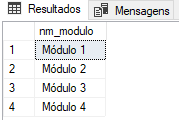 Resultados Mensagens
nm_modulo
1 Módulo 1
2 Módulo 2
3 Módulo 3
4 Módulo 4